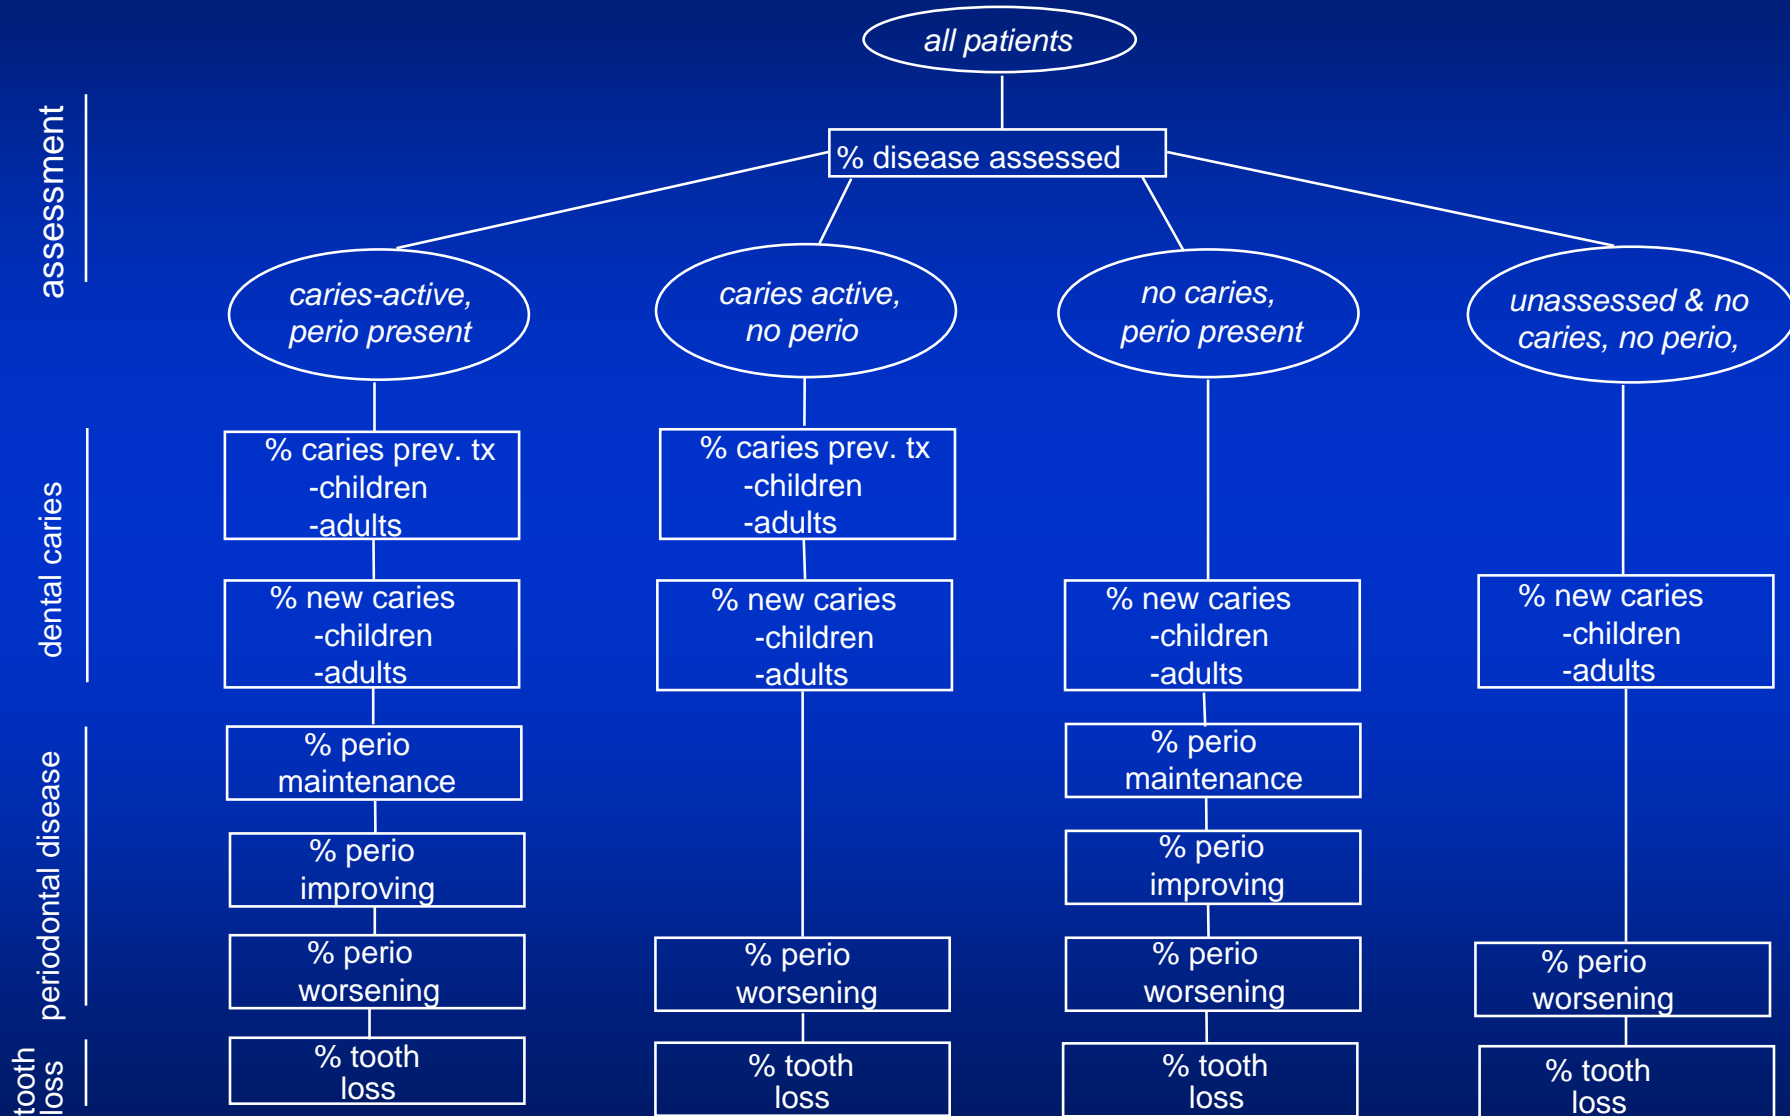 all patients
assessment
% disease assessed
caries-active,
perio present
caries active,
no perio
no caries,
perio present
unassessed & no
caries, no perio,
dental caries
% caries prev. tx
-children
-adults
% caries prev. tx
-children
-adults
% new caries
-children
-adults
% new caries
-children
-adults
% new caries
-children
-adults
% new caries
-children
-adults
periodontal disease
% perio
maintenance
% perio
maintenance
% perio
improving
% perio
improving
% perio
worsening
% perio
worsening
% perio
worsening
% perio
worsening
tooth
loss
% tooth
loss
% tooth
loss
% tooth
loss
% tooth
loss